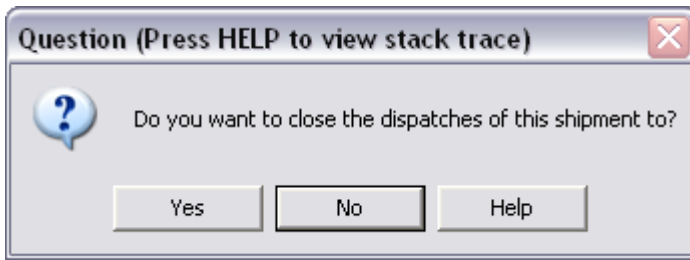 Question (Press HELP to view stack trace)
Do you want to close the dispatches of this shipment to?
Yes No Help